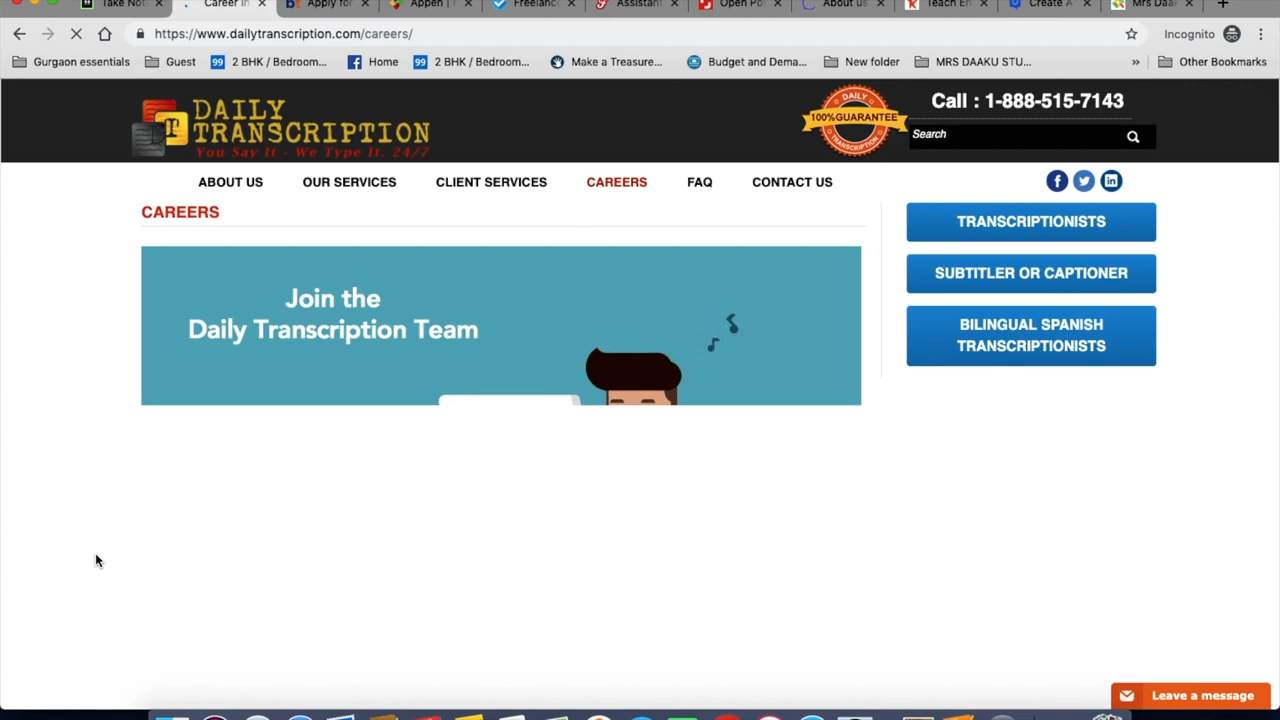 Take Not
Career In
Apply for
Appen |
Freelanc
Assistan
Open Po
About us
Teach En
Create A
Mrs Daa
https://www.dailytranscription.com/careers/
Incognito
Gurgaon essentials
Guest
99 2 BHK / Bedroom...
Home
99 2 BHK / Bedroom...
Make a Treasure...
Budget and Dema...
New folder
MRS DAAKU STU...
»
Other Bookmarks
DAILY
TRANSCRIPTION
You Say It - We Type It. 24/7
DAILY
100% GUARANTEE
TRANSCRIPTION
Call : 1-888-515-7143
Search
ABOUT US
OUR SERVICES
CLIENT SERVICES
CAREERS
FAQ
CONTACT US
CAREERS
Join the
Daily Transcription Team
TRANSCRIPTIONISTS
SUBTITLER OR CAPTIONER
BILINGUAL SPANISH
TRANSCRIPTIONISTS
Leave a message